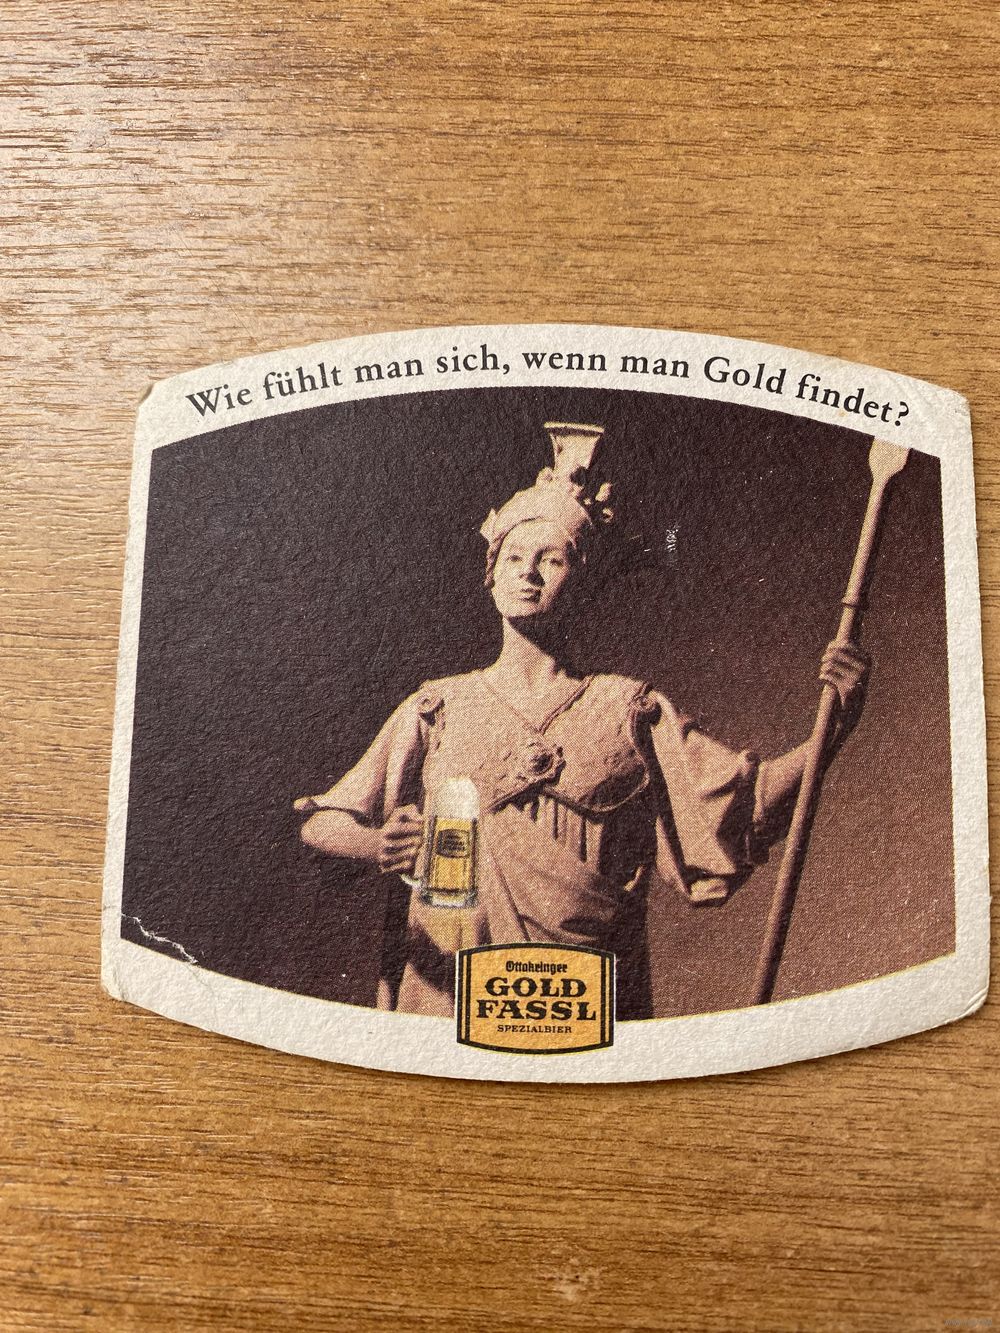 Wie fühlt man sich, wenn man Gold findet?
Ottakringer
GOLD
FASSL
SPEZIALBIER